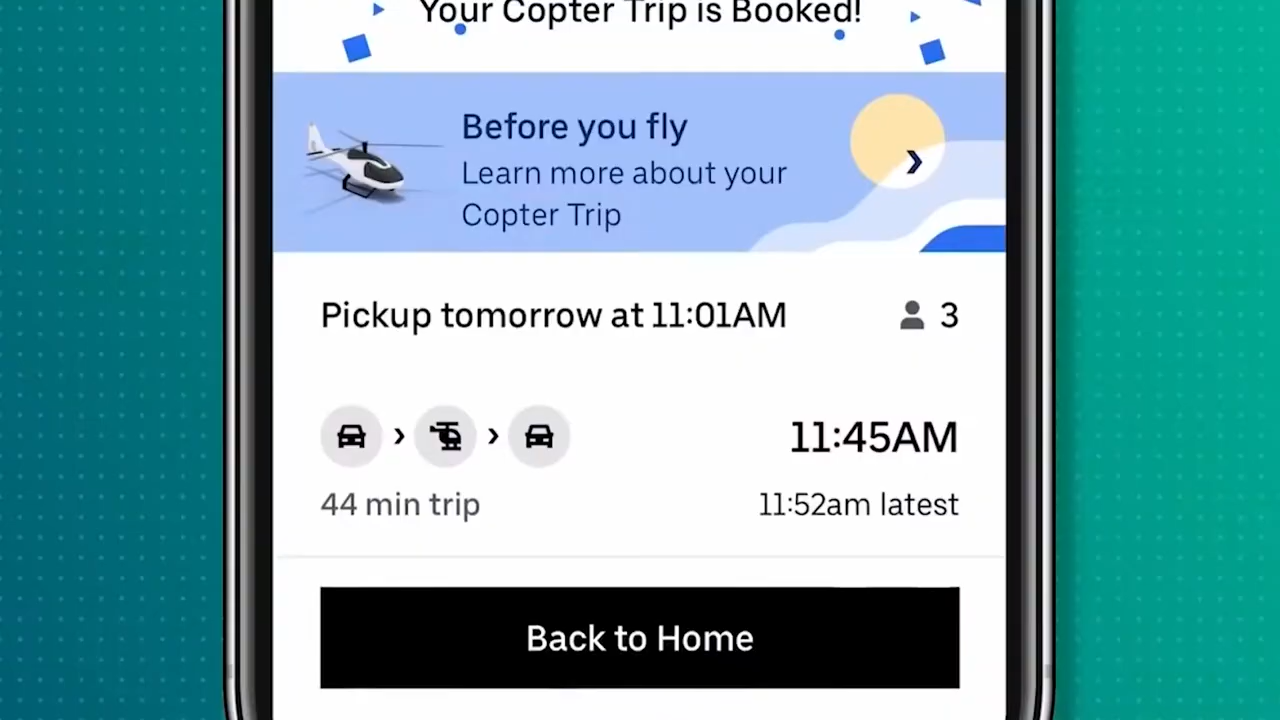 Your Copter Trip is Booked!
Before you fly
Learn more about your
Copter Trip
Pickup tomorrow at 11:01AM
3
11:45AM
44 min trip
11:52am latest
Back to Home